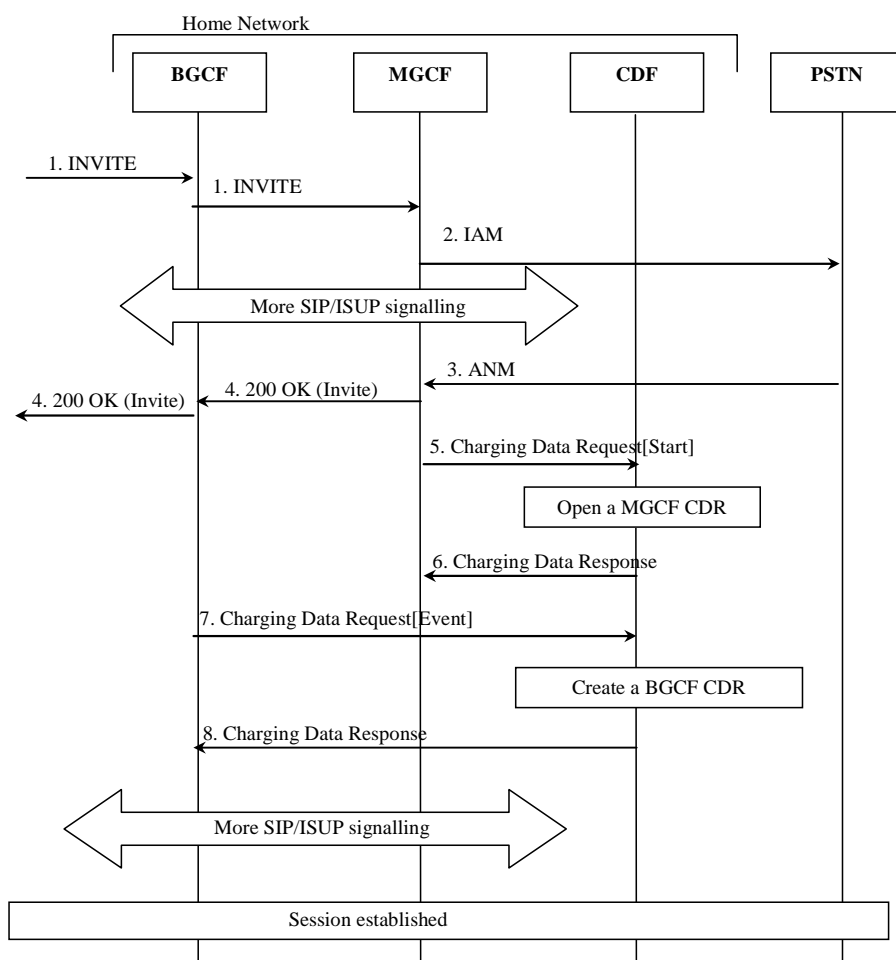 Home Network
BGCF
MGCF
CDF
PSTN
1. INVITE
1. INVITE
2. IAM
More SIP/ISUP signalling
3. ANM
4. 200 OK (Invite)
4. 200 OK (Invite)
5. Charging Data Request[Start]
Open a MGCF CDR
6. Charging Data Response
7. Charging Data Request[Event]
Create a BGCF CDR
8. Charging Data Response
More SIP/ISUP signalling
Session established